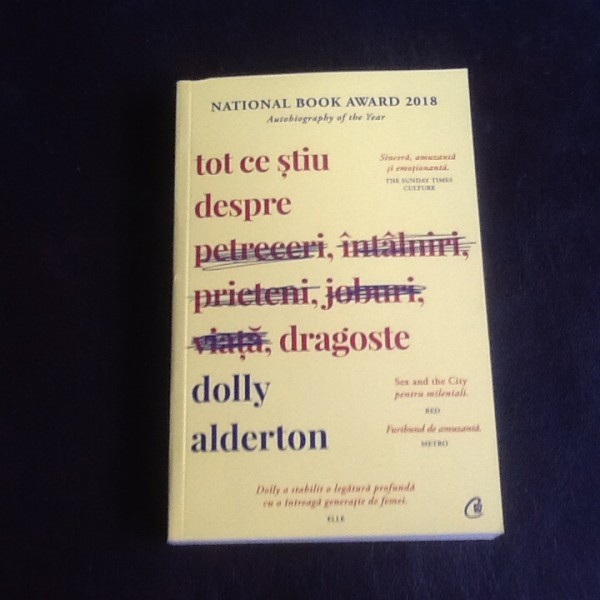 NATIONAL BOOK AWARD 2018
Autobiography of the Year
tot ce știu
Sinceră, amuzantă
și emoționantă.
THE SUNDAY TIMES
CULTURE
despre
petreceri, întâlniri,
prieteni, joburi,
viață, dragoste
dolly
alderton
Sex and the City
pentru mileniali.
RED
Furibund de amuzantă.
METRO
Dolly a stabilit o legătură profundă
cu o întreagă generație de femei.
ELLE